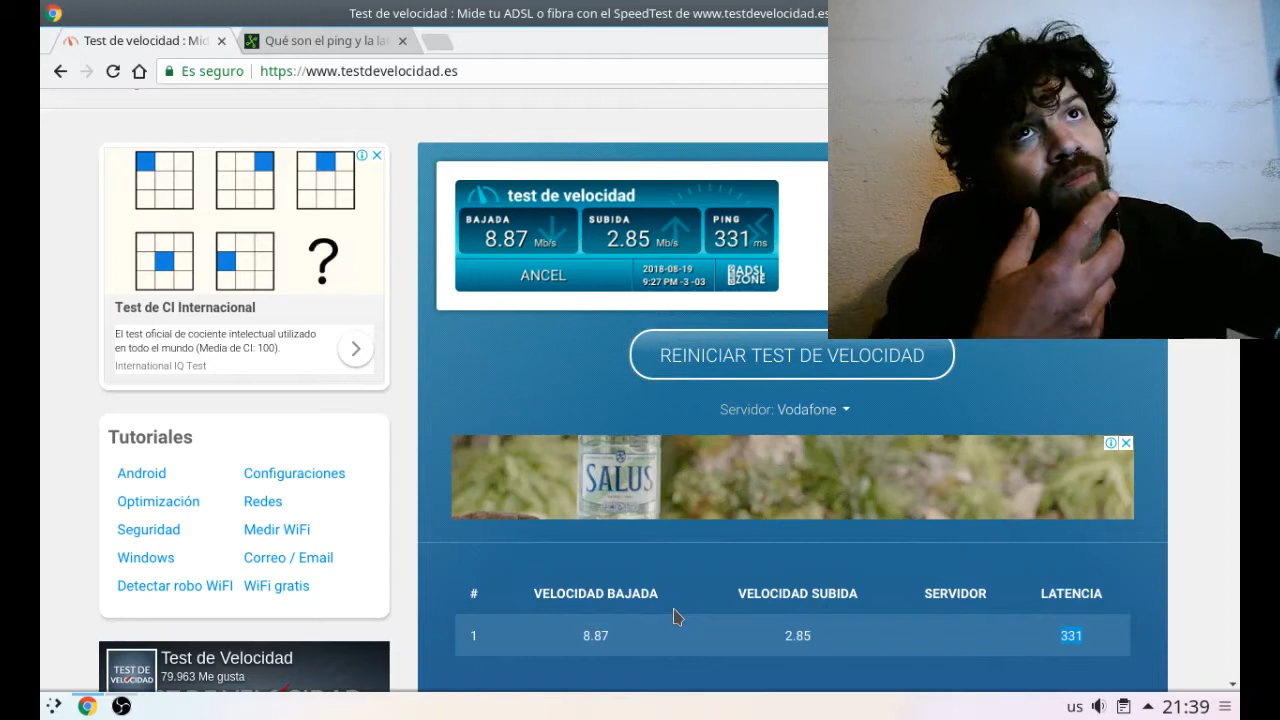 Test de velocidad : Mide tu ADSL o fibra con el SpeedTest de www.testdevelocidad.es
Test de velocidad : Mid
Qué son el ping y la la
Es seguro
https://www.testdevelocidad.es
?
Test de CI Internacional
El test oficial de cociente intelectual utilizado
en todo el mundo (Media de CI: 100).
International IQ Test
Tutoriales
Android
Configuraciones
Optimización
Redes
Seguridad
Medir WiFi
Windows
Correo / Email
Detectar robo WiFI
WiFi gratis
TEST DE
VELOCIDAD
Test de Velocidad
79.963 Me gusta
test de velocidad
BAJADA
8.87 Mb/s
SUBIDA
2.85 Mb/s
PING
331 ms
ANCEL
2018-08-19
9:27 PM -3 -03
ADSL
ZONE
REINICIAR TEST DE VELOCIDAD
Servidor: Vodafone
SALUS
# VELOCIDAD BAJADA VELOCIDAD SUBIDA SERVIDOR LATENCIA
1 8.87 2.85 331
us
21:39